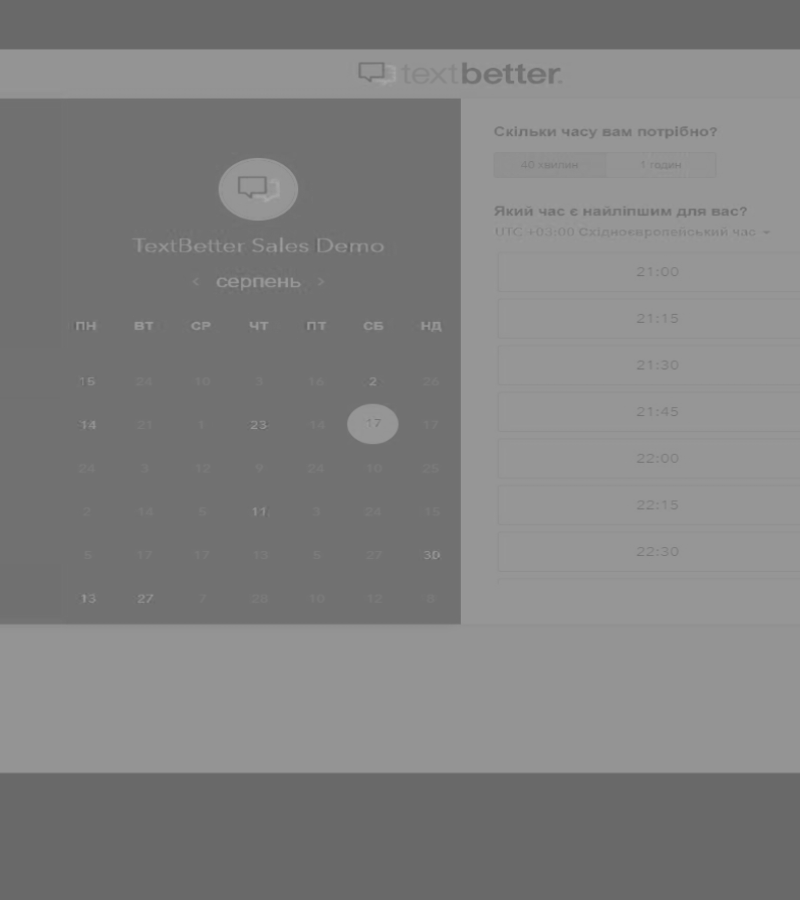 textbetter.
TextBetter Sales Demo
‹ серпень ›
ПН ВТ СР ЧТ ПТ СБ НД
15 28 10 3 16 2 26
14 21 1 23 14 17 17
24 3 12 9 24 10 25
2 14 5 11 3 24 15
5 17 17 13 5 27 30
13 27 7 28 10 12 8
Скільки часу вам потрібно?
40 хвилин 1 годин
Який час є найліпшим для вас?
UTC +03:00 Східноєвропейський час
21:00
21:15
21:30
21:45
22:00
22:15
22:30